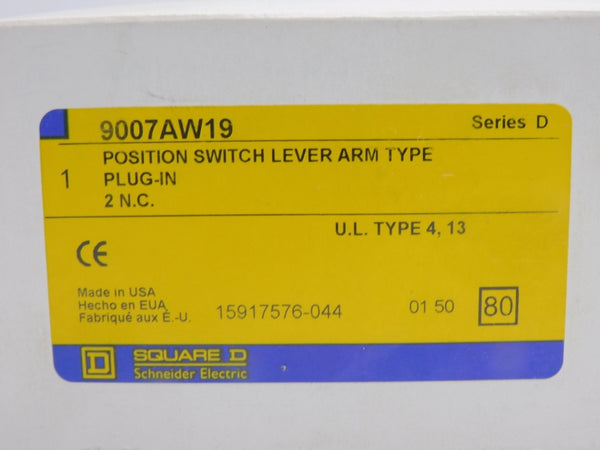 9007AW19 Series D
POSITION SWITCH LEVER ARM TYPE
1 PLUG-IN
2 N.C.
U.L. TYPE 4, 13
CE
Made in USA
Hecho en EUA
Fabriqué aux É.-U. 15917576-044 01 50 80
D SQUARE D
Schneider Electric